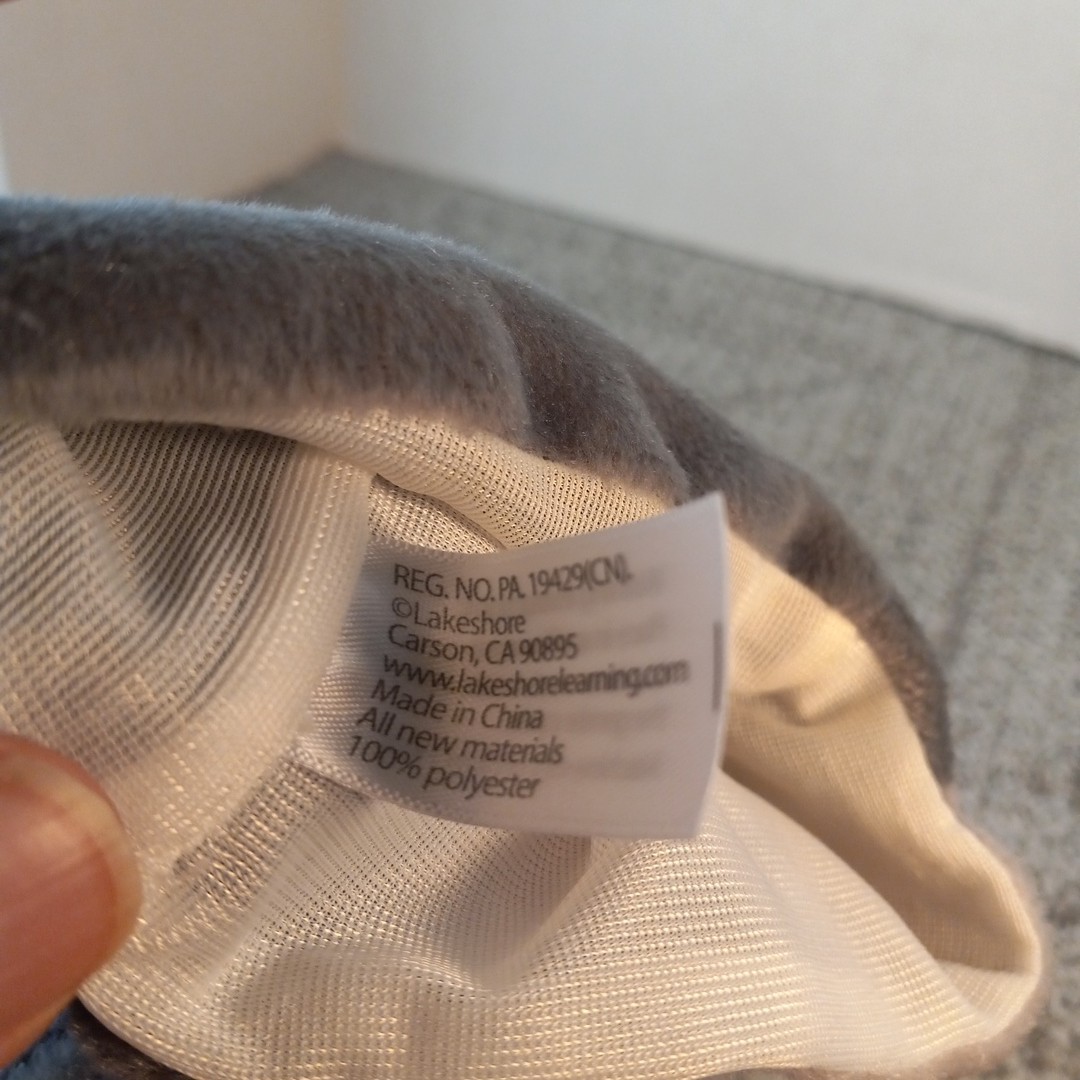 REG. NO. PA. 19429(CN).
©Lakeshore
Carson, CA 90895
www.lakeshorelearning.com
Made in China
All new materials
100% polyester